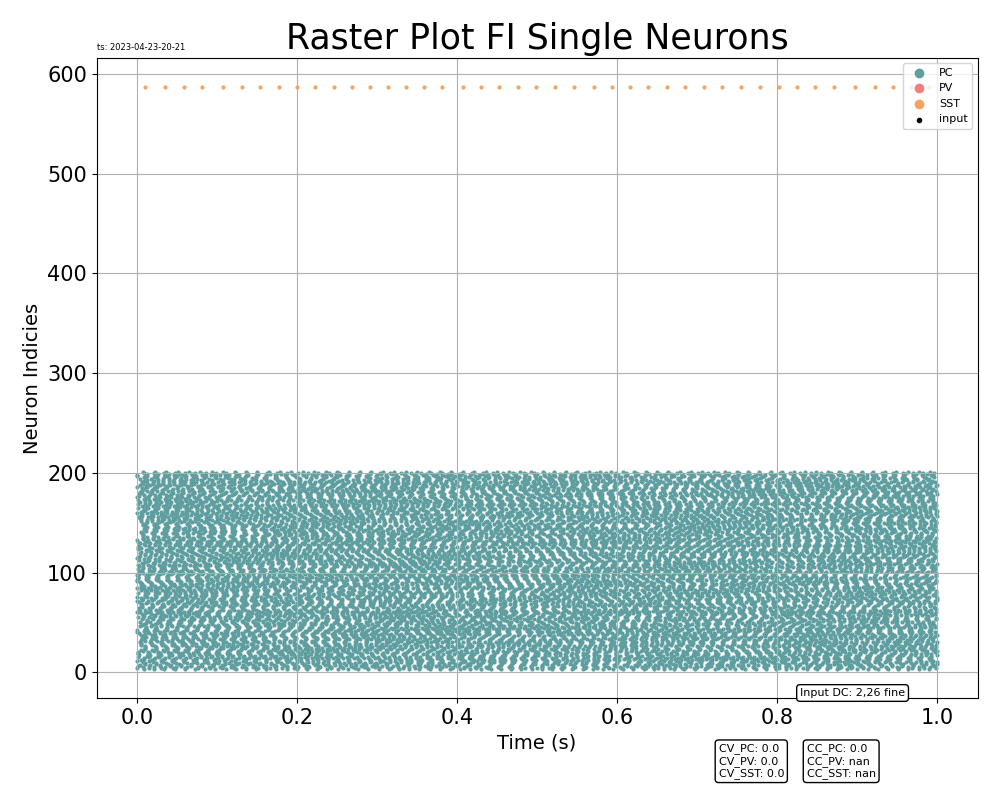 Raster Plot FI Single Neurons
ts: 2023-04-23-20-21
600
500
400
300
200
100
0
Neuron Indicies
PC
PV
SST
input
Input DC: 2,26 fine
0.0 0.2 0.4 0.6 0.8 1.0
Time (s)
CV_PC: 0.0
CV_PV: 0.0
CV_SST: 0.0
CC_PC: 0.0
CC_PV: nan
CC_SST: nan